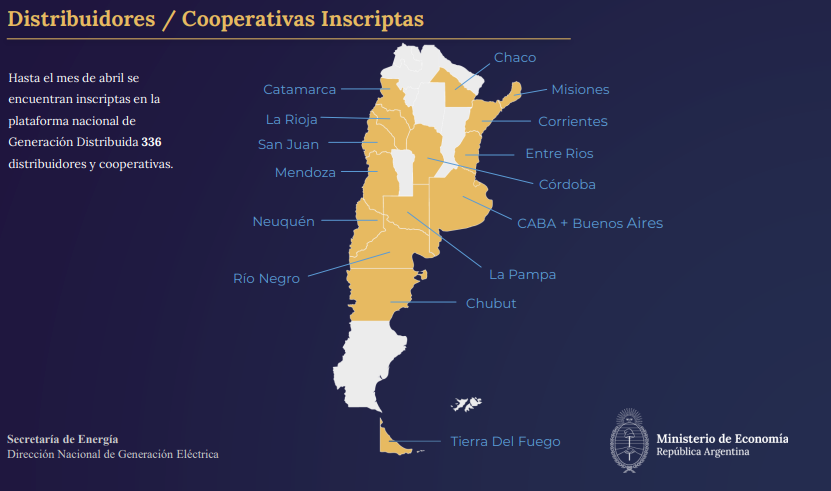 Distribuidores / Cooperativas Inscriptas
Hasta el mes de abril se
encuentran inscriptas en la
plataforma nacional de
Generación Distribuida 336
distribuidores y cooperativas.
Chaco
Catamarca
Misiones
La Rioja
Corrientes
San Juan
Entre Rios
Mendoza
Córdoba
Neuquén
CABA + Buenos Aires
La Pampa
Río Negro
Chubut
Tierra Del Fuego
Secretaría de Energía
Dirección Nacional de Generación Eléctrica
Ministerio de Economía
República Argentina